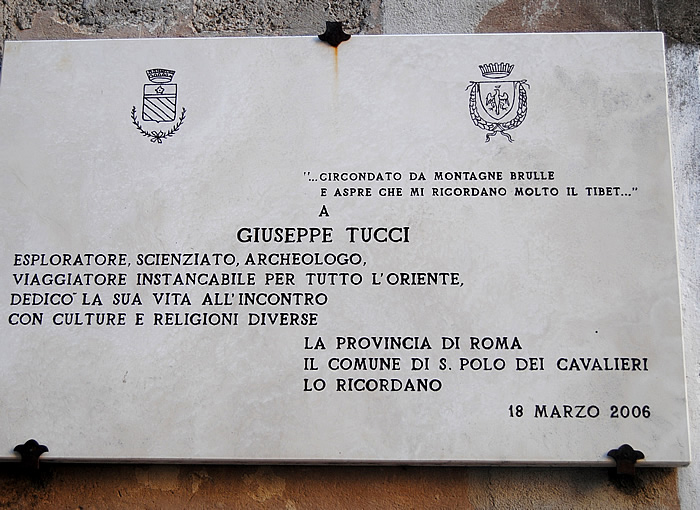 "...CIRCONDATO DA MONTAGNE BRULLE
E ASPRE CHE MI RICORDANO MOLTO IL TIBET..."
A
GIUSEPPE TUCCI
ESPLORATORE, SCIENZIATO, ARCHEOLOGO,
VIAGGIATORE INSTANCABILE PER TUTTO L'ORIENTE,
DEDICO' LA SUA VITA ALL'INCONTRO
CON CULTURE E RELIGIONI DIVERSE
LA PROVINCIA DI ROMA
IL COMUNE DI S. POLO DEI CAVALIERI
LO RICORDANO
18 MARZO 2006